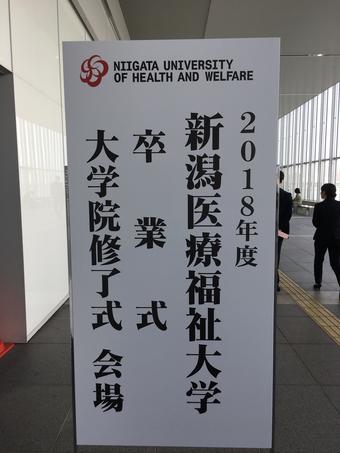 NIIGATA UNIVERSITY
OF HEALTH AND WELFARE
2018年度
新潟医療福祉大学
卒業式
大学院修了式 会場